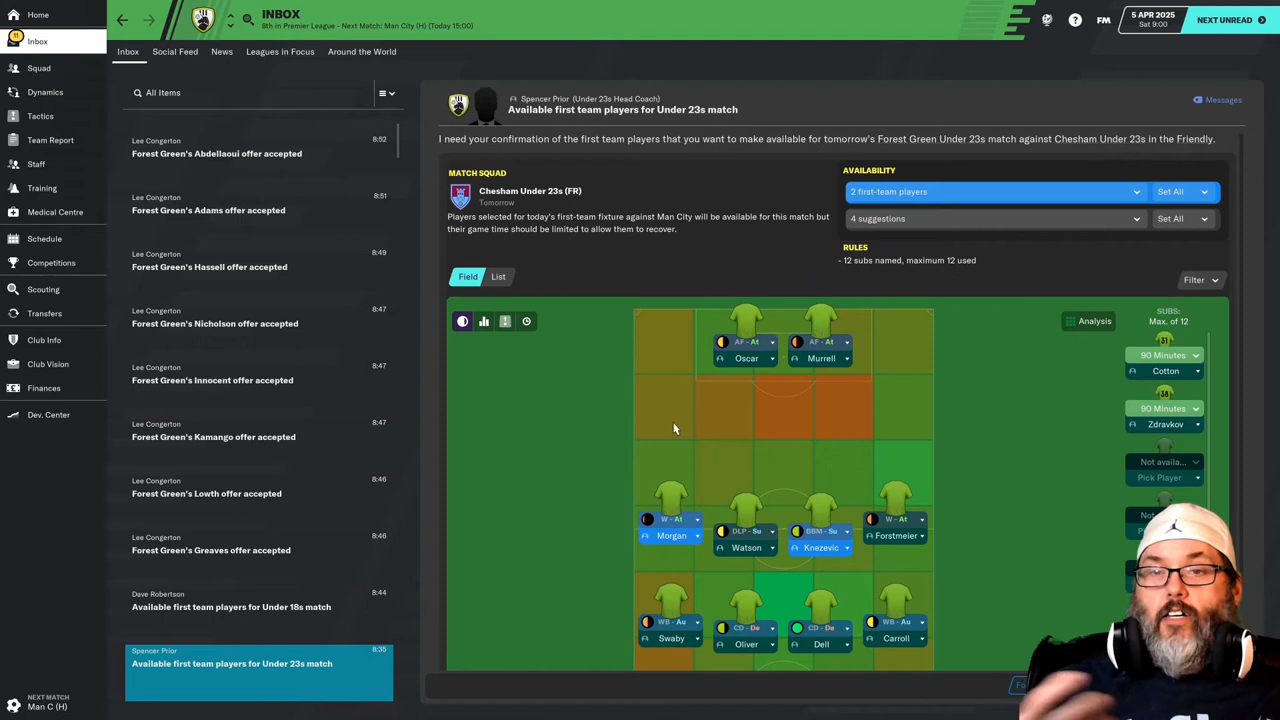 Home
INBOX
8th in Premier League - Next Match: Man City (H) (Today 15:00)
FM
5 APR 2025
Sat 9:00
NEXT UNREAD
11
Inbox
Inbox
Social Feed
News
Leagues in Focus
Around the World
Squad
Dynamics
Tactics
Team Report
Staff
Training
Medical Centre
Schedule
Competitions
Scouting
Transfers
Club Info
Club Vision
Finances
Dev. Center
NEXT MATCH
Man C (H)
All Items
Lee Congerton
8:52
Forest Green's Abdellaoui offer accepted
Lee Congerton
8:51
Forest Green's Adams offer accepted
Lee Congerton
8:49
Forest Green's Hassell offer accepted
Lee Congerton
8:47
Forest Green's Nicholson offer accepted
Lee Congerton
8:47
Forest Green's Innocent offer accepted
Lee Congerton
8:47
Forest Green's Kamango offer accepted
Lee Congerton
8:46
Forest Green's Lowth offer accepted
Lee Congerton
8:46
Forest Green's Greaves offer accepted
Dave Robertson
8:44
Available first team players for Under 18s match
Spencer Prior
8:35
Available first team players for Under 23s match
Spencer Prior (Under 23s Head Coach)
Available first team players for Under 23s match
Messages
I need your confirmation of the first team players that you want to make available for tomorrow's Forest Green Under 23s match against Chesham Under 23s in the Friendly.
MATCH SQUAD
Chesham Under 23s (FR)
Tomorrow
Players selected for today's first-team fixture against Man City will be available for this match but
their game time should be limited to allow them to recover.
AVAILABILITY
2 first-team players
Set All
4 suggestions
Set All
RULES
- 12 subs named, maximum 12 used
Field
List
Filter
Analysis
SUBS:
Max. of 12
31
90 Minutes
Cotton
38
90 Minutes
Zdravkov
Not availa...
Pick Player
AF - At
Oscar
AF - At
Murrell
W - At
Morgan
DLP - Su
Watson
BBM - Su
Knezevic
W - At
Forstmeier
WB - Au
Swaby
CD - De
Oliver
CD - De
Dell
WB - Au
Carroll